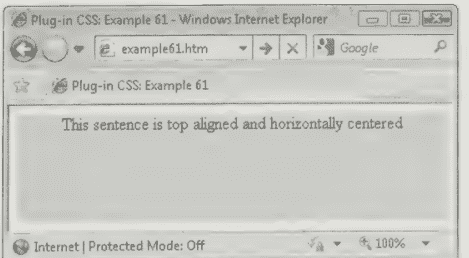 Plug-in CSS: Example 61 - Windows Internet Explorer
example61.htm
Google
Plug-in CSS: Example 61
This sentence is top aligned and horizontally centered
Internet | Protected Mode: Off
100%